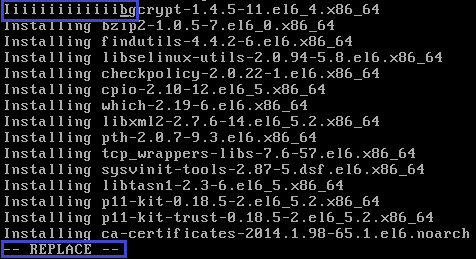 Iiiiiiiiiiiiibgcrypt-1.4.5-11.el6_4.x86_64
Installing bzip2-1.0.5-7.el6_0.x86_64
Installing findutils-4.4.2-6.el6.x86_64
Installing libselinux-utils-2.0.94-5.8.el6.x86_64
Installing checkpolicy-2.0.22-1.el6.x86_64
Installing cpio-2.10-12.el6_5.x86_64
Installing which-2.19-6.el6.x86_64
Installing libxml2-2.7.6-14.el6_5.2.x86_64
Installing pth-2.0.7-9.3.el6.x86_64
Installing tcp_wrappers-libs-7.6-57.el6.x86_64
Installing sysvinit-tools-2.87-5.dsf.el6.x86_64
Installing libtasn1-2.3-6.el6_5.x86_64
Installing p11-kit-0.18.5-2.el6_5.2.x86_64
Installing p11-kit-trust-0.18.5-2.el6_5.2.x86_64
Installing ca-certificates-2014.1.98-65.1.el6.noarch
-- REPLACE --